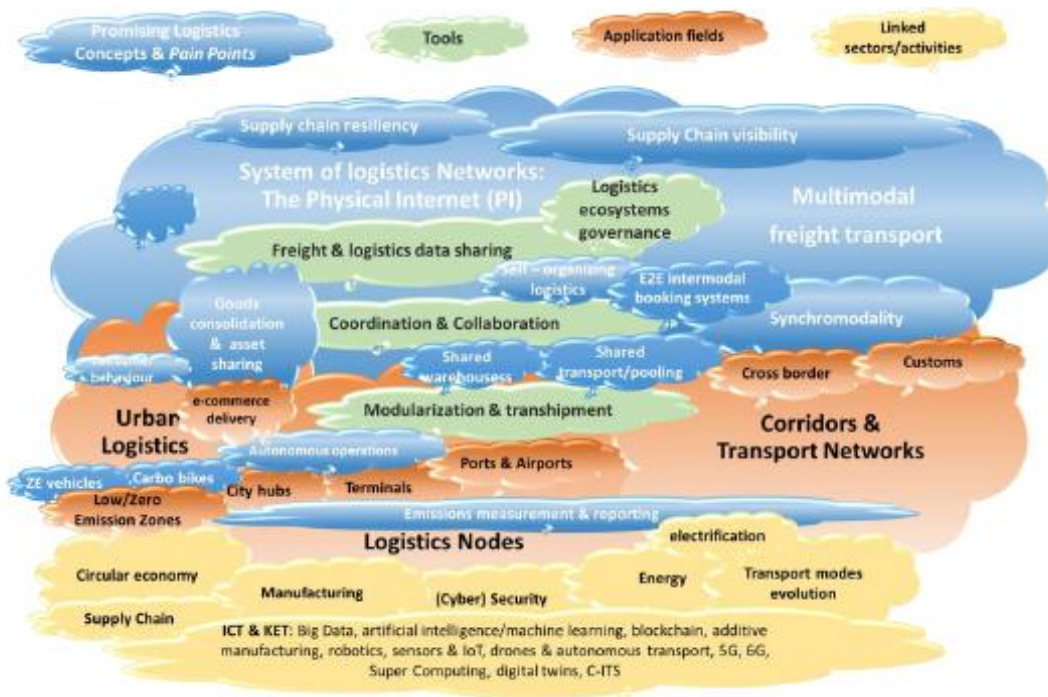 Promising Logistics
Concepts & Pain Points
Tools
Application fields
Linked
sectors/activities
Supply chain resiliency
Supply Chain visibility
System of logistics Networks:
The Physical Internet (PI)
Logistics
ecosystems
governance
Multimodal
freight transport
Freight & logistics data sharing
Self – organising
logistics
E2E intermodal
booking systems
Goods
consolidation
& asset
sharing
Coordination & Collaboration
Synchromodality
behaviour
Shared
warehousess
Shared
transport/pooling
Cross border
Customs
e-commerce
delivery
Urban
Logistics
Modularization & transhipment
Corridors &
Transport Networks
Autonomous operations
Ports & Airports
ZE vehicles
Carbo bikes
City hubs
Terminals
Low/Zero
Emission Zones
Emissions measurement & reporting
Logistics Nodes
electrification
Circular economy
Manufacturing
(Cyber) Security
Energy
Transport modes
evolution
Supply Chain
ICT & KET: Big Data, artificial intelligence/machine learning, blockchain, additive
manufacturing, robotics, sensors & IoT, drones & autonomous transport, 5G, 6G,
Super Computing, digital twins, C-ITS